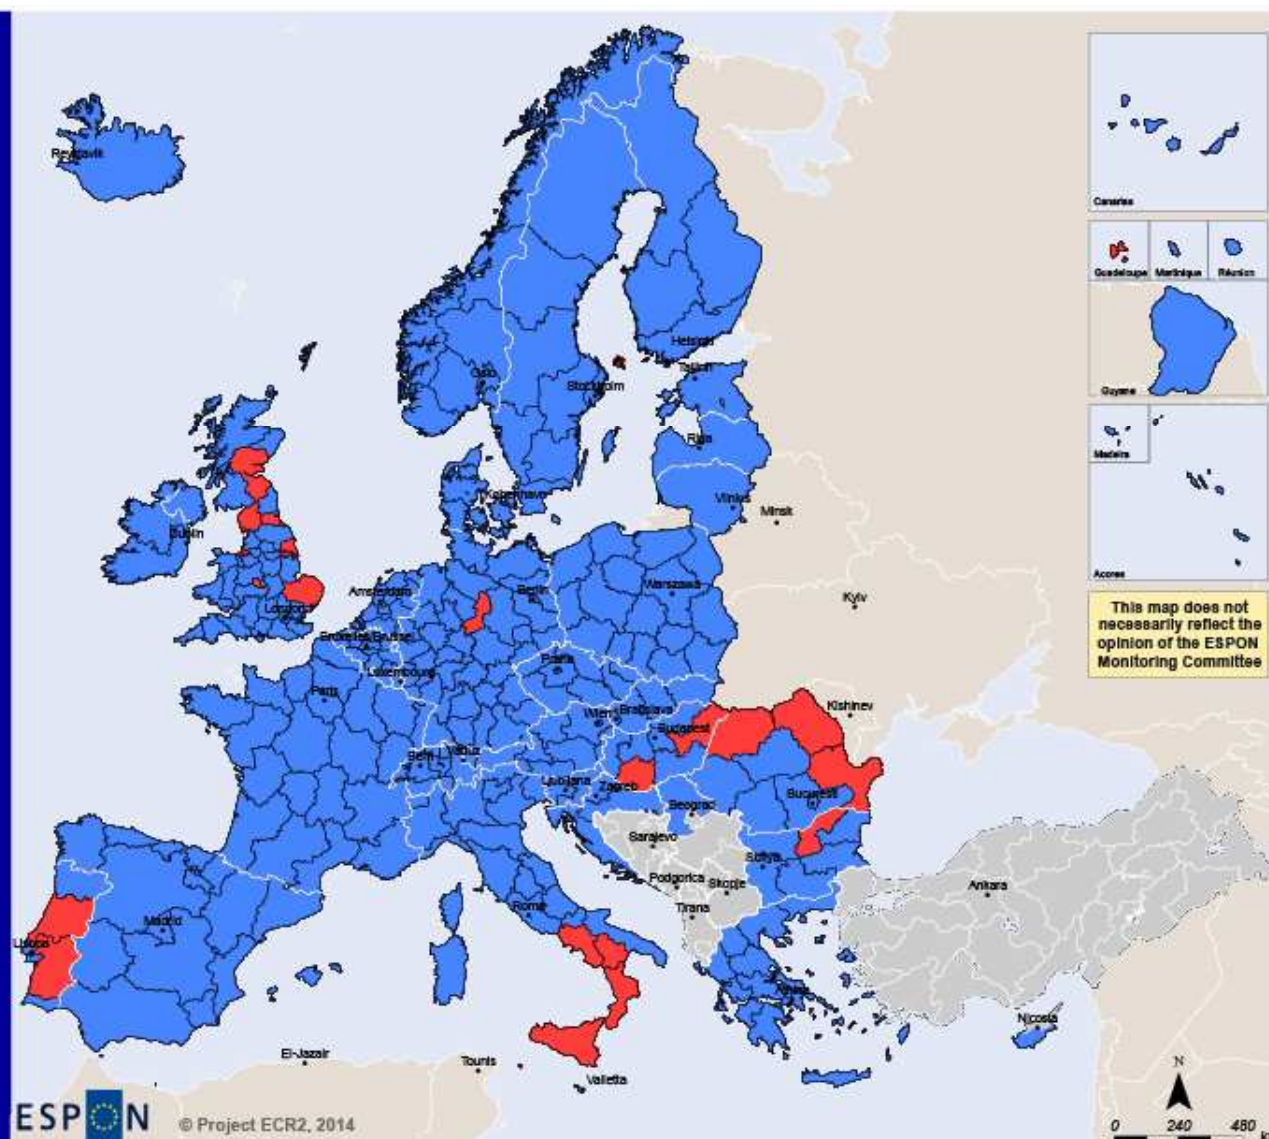 Reykjavik
Canarias
Guadeloupe
Martinique
Réunion
Guyane
Madeira
Acores
This map does not
necessarily reflect the
opinion of the ESPON
Monitoring Committee
Helsinki
Tallinn
Oslo
Stockholm
Riga
København
Vilnius
Minsk
Dublin
Amsterdam
Berlin
Warszawa
Kyiv
London
Bruxelles/Brussel
Luxembourg
Praha
Paris
Wien
Bratislava
Budapest
Kishinev
Bern
Vaduz
Ljubljana
Zagreb
Beograd
Bucuresti
Sarajevo
Sofiya
Podgorica
Skopje
Ankara
Madrid
Roma
Tirana
Lisboa
Nicosia
El-Jazair
Tounis
Valletta
N
ESPON
© Project ECR2, 2014
0 240 480